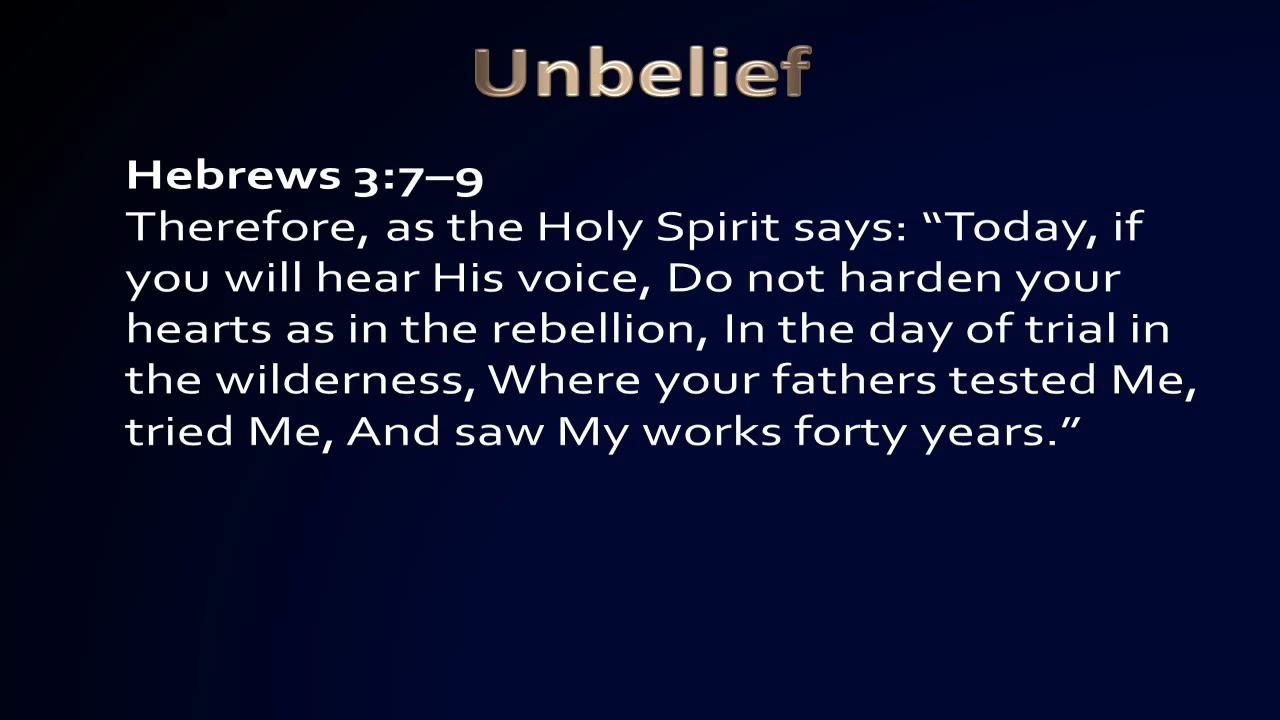 Unbelief
Hebrews 3:7–9
Therefore, as the Holy Spirit says: “Today, if
you will hear His voice, Do not harden your
hearts as in the rebellion, In the day of trial in
the wilderness, Where your fathers tested Me,
tried Me, And saw My works forty years.”